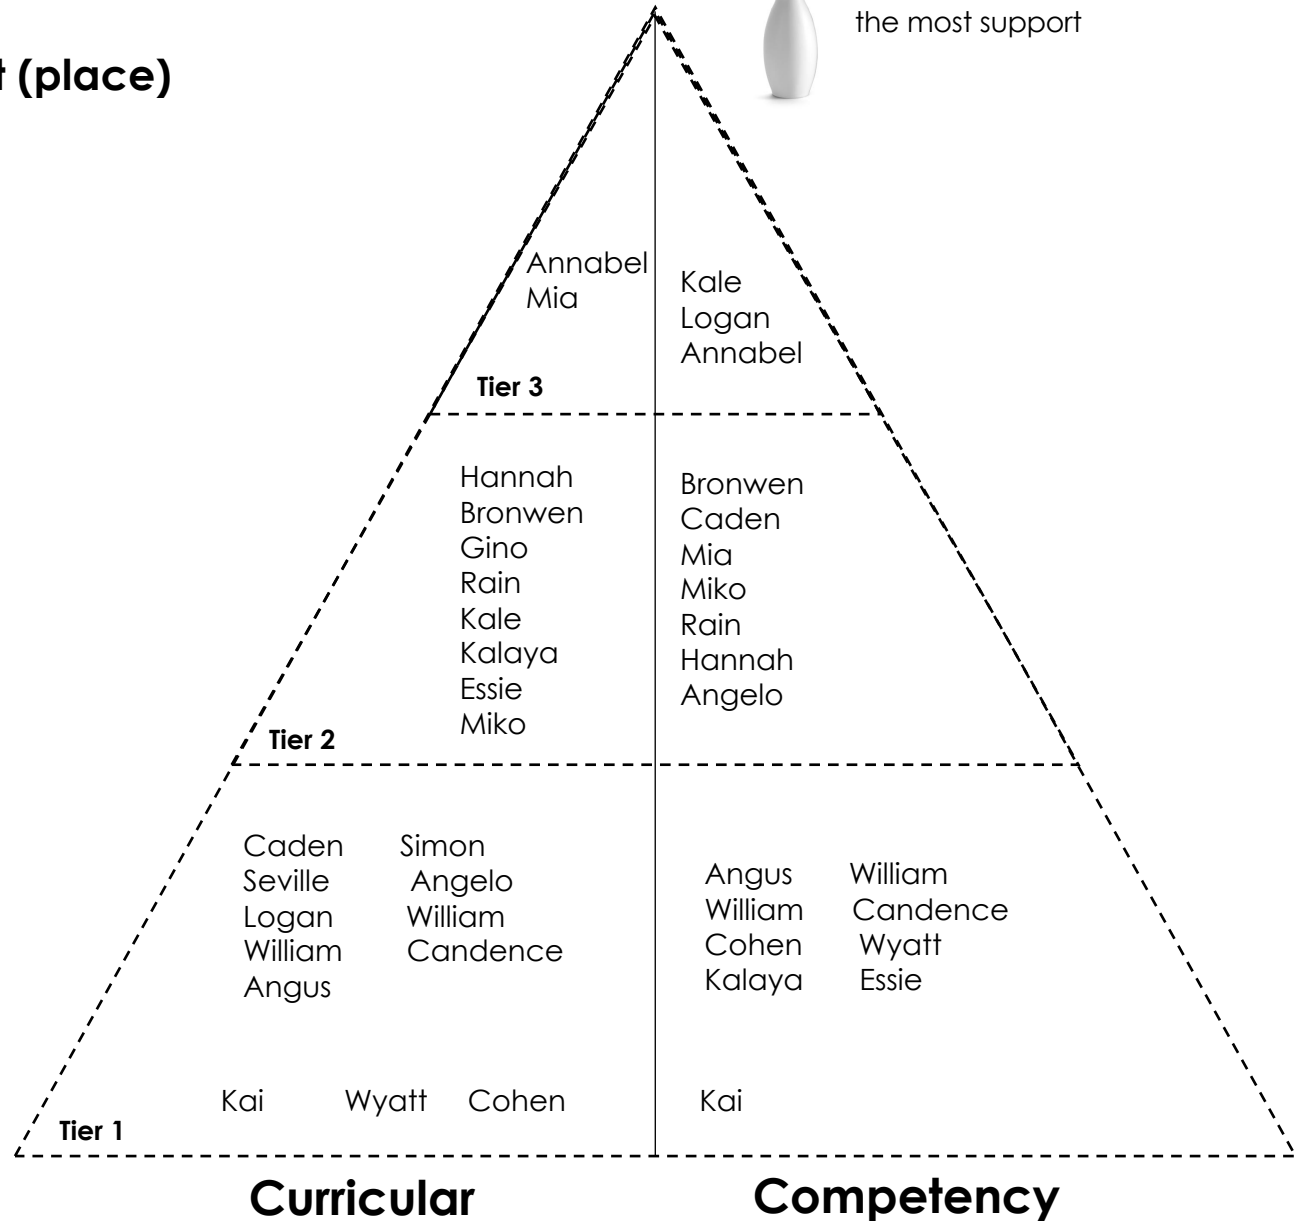 the most support
t (place)
Annabel
Mia
Kale
Logan
Annabel
Tier 3
Hannah
Bronwen
Gino
Rain
Kale
Kalaya
Essie
Miko
Bronwen
Caden
Mia
Miko
Rain
Hannah
Angelo
Tier 2
Caden Simon
Seville Angelo
Logan William
William Candence
Angus
Angus William
William Candence
Cohen Wyatt
Kalaya Essie
Kai Wyatt Cohen
Kai
Tier 1
Curricular
Competency